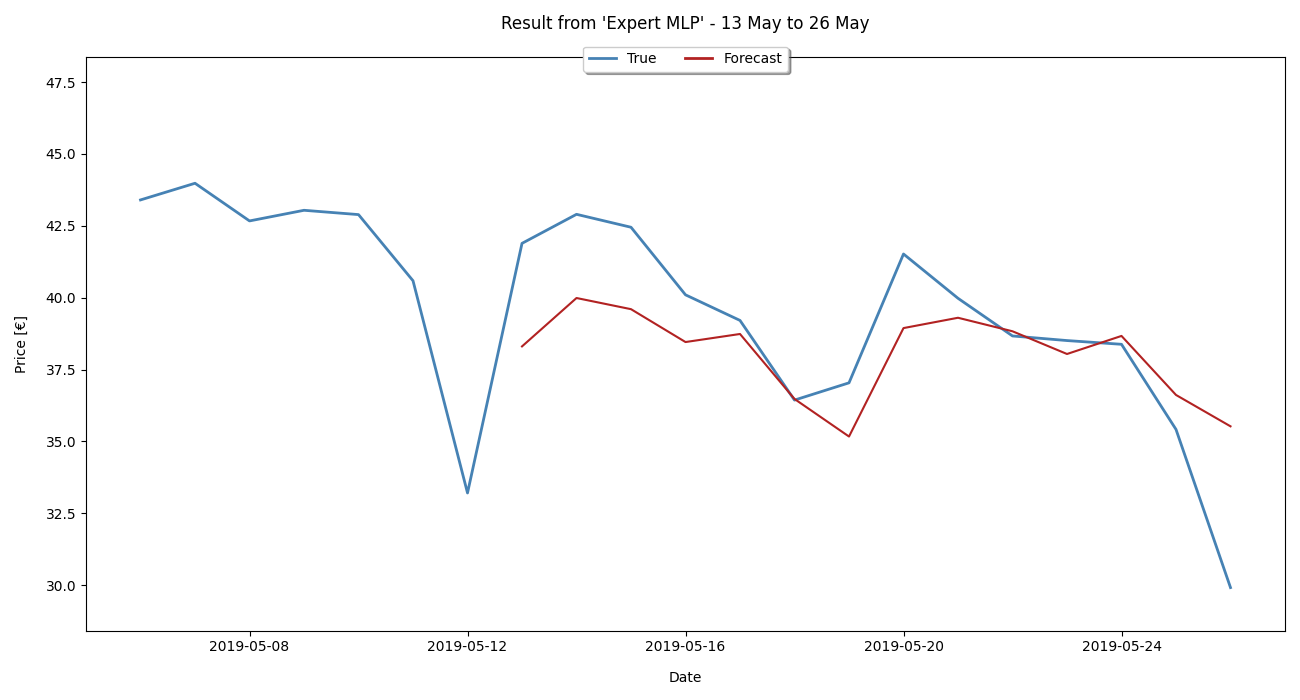 Result from 'Expert MLP' - 13 May to 26 May
True Forecast
47.5
45.0
42.5
40.0
37.5
35.0
32.5
30.0
Price [€]
2019-05-08 2019-05-12 2019-05-16 2019-05-20 2019-05-24
Date